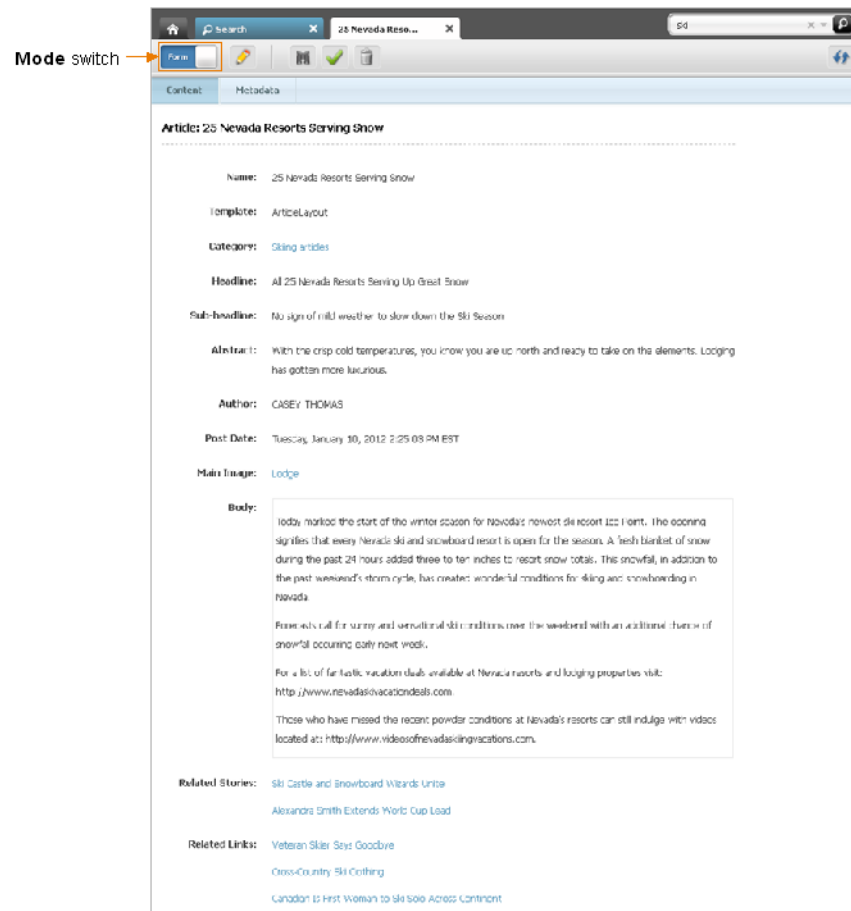 Search
25 Nevada Reso...
ski
Mode switch
Form
Content Metadata
Article: 25 Nevada Resorts Serving Snow
Name: 25 Nevada Resorts Serving Snow
Template: ArticleLayout
Category: Skiing articles
Headline: All 25 Nevada Resorts Serving Up Great Snow
Sub-headline: No sign of mild weather to slow down the Ski Season
Abstract: With the crisp cold temperatures, you know you are up north and ready to take on the elements. Lodging
has gotten more luxurious.
Author: CASEY THOMAS
Post Date: Tuesday, January 10, 2012 2:25:03 PM EST
Main Image: Lodge
Body:
Today marked the start of the winter season for Nevada's newest ski resort Ice Point. The opening
signifies that every Nevada ski and snowboard resort is open for the season. A fresh blanket of snow
during the past 24 hours added three to ten inches to resort snow totals. This snowfall, in addition to
the past weekend's storm cycle, has created wonderful conditions for skiing and snowboarding in
Nevada.
Forecasts call for sunny and sensational ski conditions over the weekend with an additional chance of
snowfall occurring early next week.
For a list of fantastic vacation deals available at Nevada resorts and lodging properties visit:
http://www.nevadaskivacationdeals.com.
Those who have missed the recent powder conditions at Nevada's resorts can still indulge with videos
located at: http://www.videosofnevadaskiingvacations.com.
Related Stories: Ski Castle and Snowboard Wizards Unite
Alexandra Smith Extends World Cup Lead
Related Links: Veteran Skier Says Goodbye
Cross-Country Ski Clothing
Canadian Is First Woman to Ski Solo Across Continent